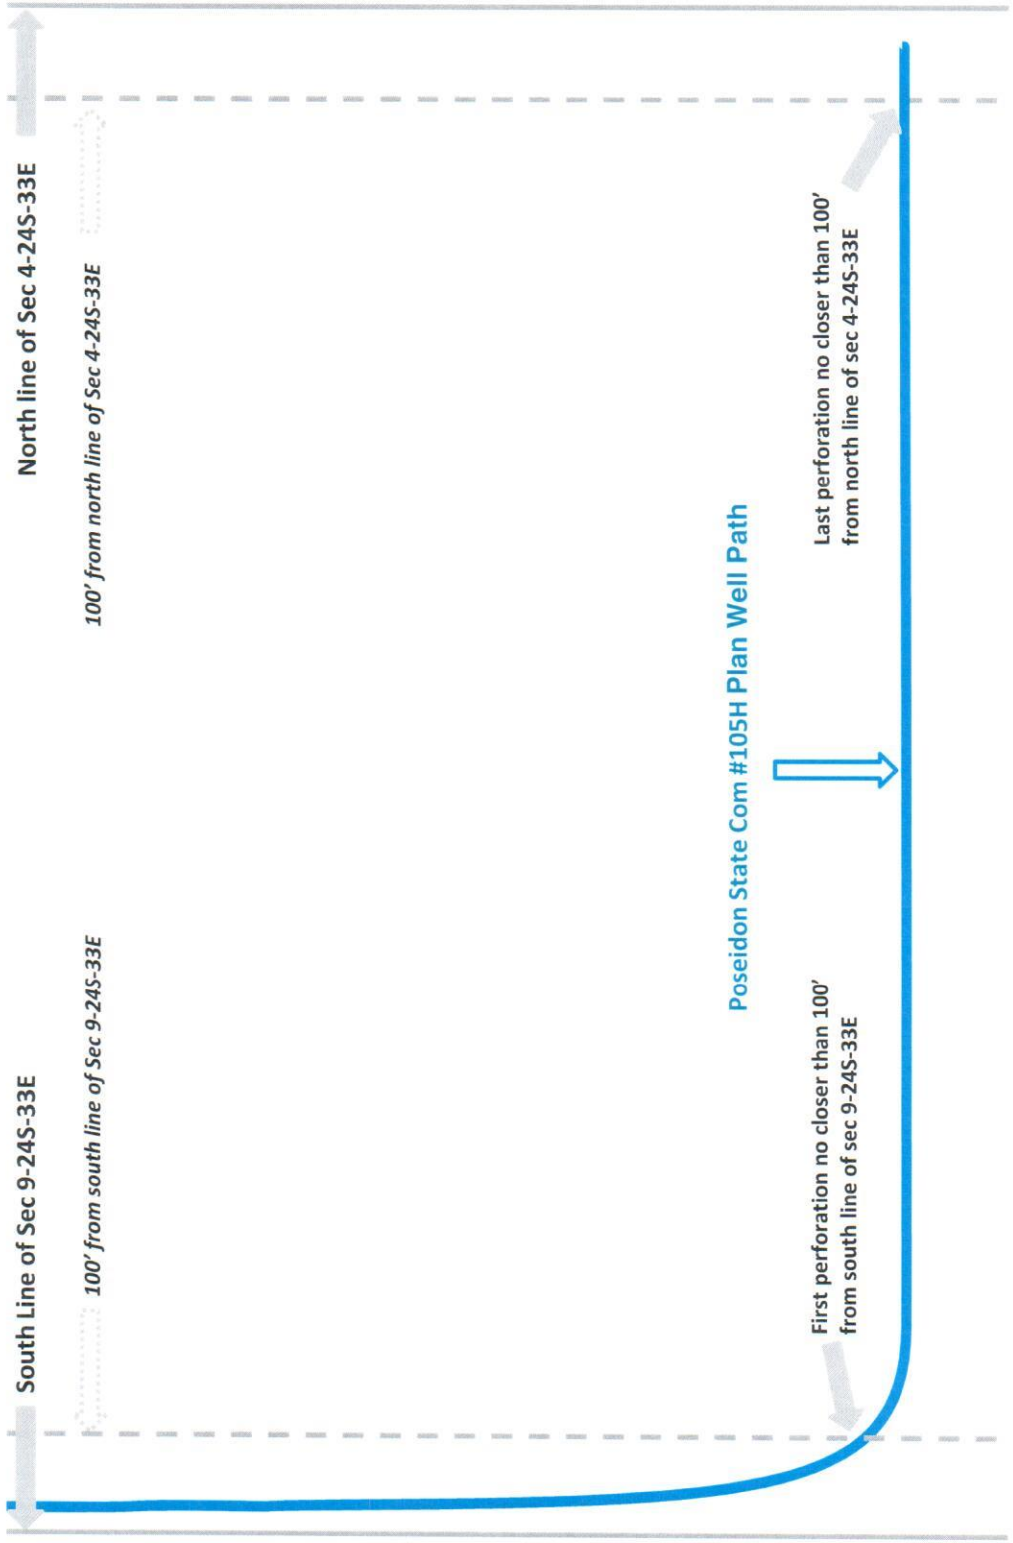 South Line of Sec 9-24S-33E
North line of Sec 4-24S-33E
100’ from south line of Sec 9-24S-33E
100’ from north line of Sec 4-24S-33E
Poseidon State Com #105H Plan Well Path
First perforation no closer than 100’
from south line of sec 9-24S-33E
Last perforation no closer than 100’
from north line of sec 4-24S-33E